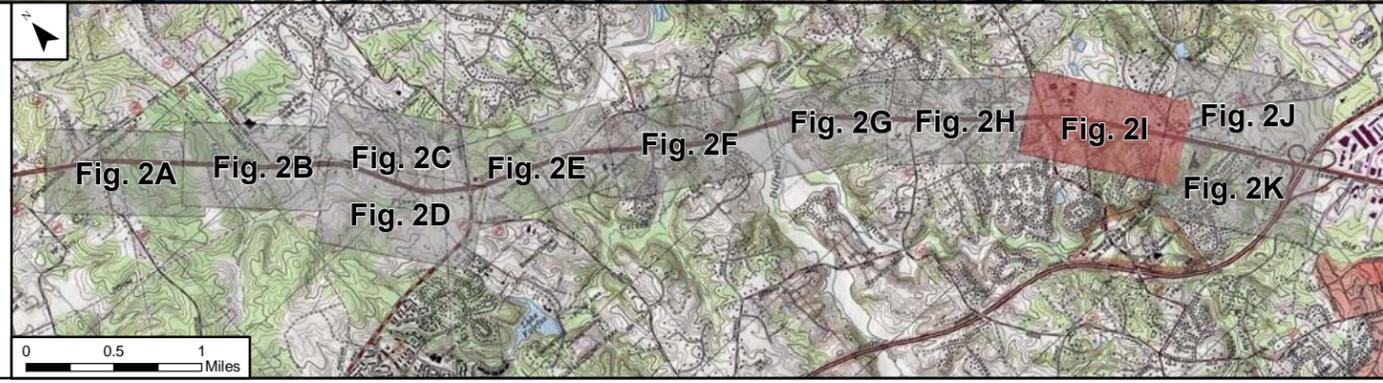 N
Fig. 2A
Fig. 2B
Fig. 2C
Fig. 2D
Fig. 2E
Fig. 2F
Fig. 2G
Fig. 2H
Fig. 2I
Fig. 2J
Fig. 2K
0 0.5 1
Miles